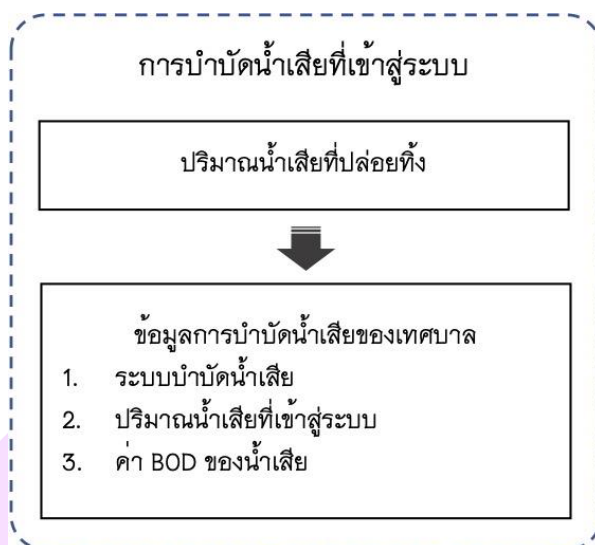 การบำบัดน้ำเสียที่เข้าสู่ระบบ
ปริมาณน้ำเสียที่ปล่อยทิ้ง
ข้อมูลการบำบัดน้ำเสียของเทศบาล
1. ระบบบำบัดน้ำเสีย
2. ปริมาณน้ำเสียที่เข้าสู่ระบบ
3. ค่า BOD ของน้ำเสีย